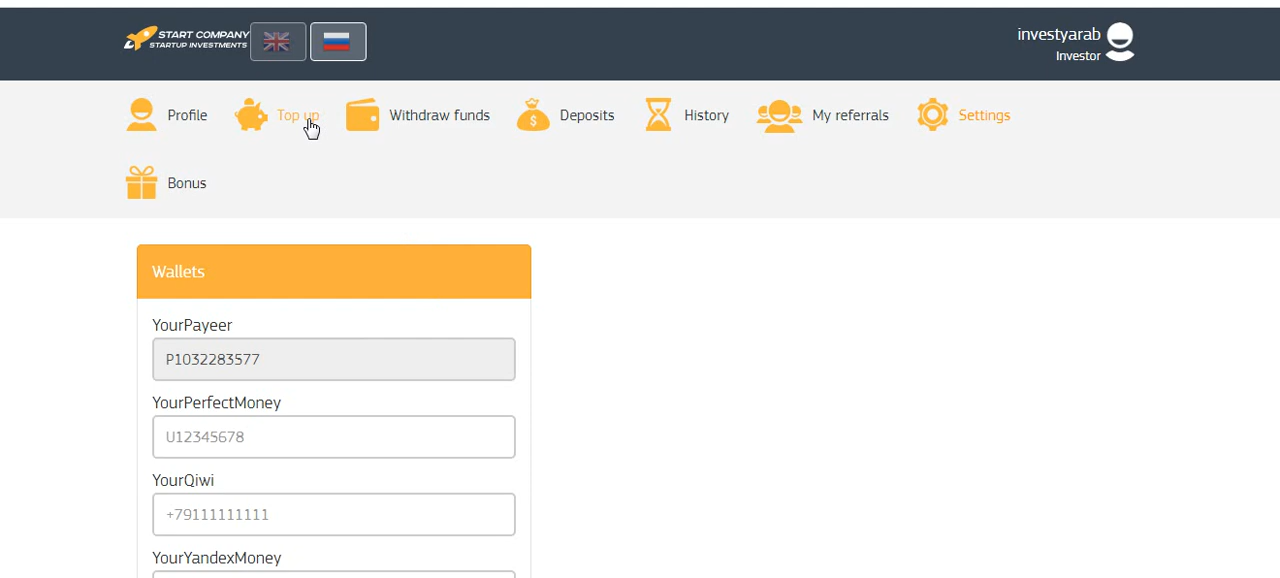 START COMPANY
STARTUP INVESTMENTS
investyarab
Investor
Profile
Top up
Withdraw funds
Deposits
$
History
My referrals
Settings
Bonus
Wallets
YourPayeer
P1032283577
YourPerfectMoney
U12345678
YourQiwi
+79111111111
YourYandexMoney